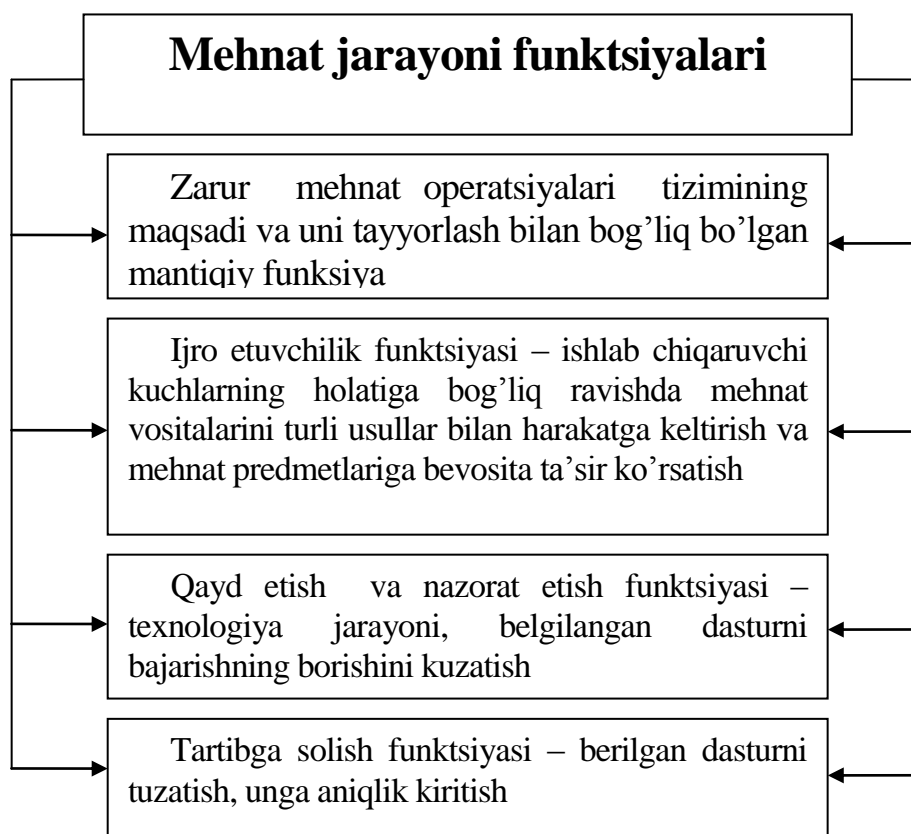 Mehnat jarayoni funktsiyalari
Zarur mehnat operatsiyalari tizimining
maqsadi va uni tayyorlash bilan bog’liq bo’lgan
mantiqiy funksiya
Ijro etuvchilik funktsiyasi – ishlab chiqaruvchi
kuchlarning holatiga bog’liq ravishda mehnat
vositalarini turli usullar bilan harakatga keltirish va
mehnat predmetlariga bevosita ta’sir ko’rsatish
Qayd etish va nazorat etish funktsiyasi –
texnologiya jarayoni, belgilangan dasturni
bajarishning borishini kuzatish
Tartibga solish funktsiyasi – berilgan dasturni
tuzatish, unga aniqlik kiritish